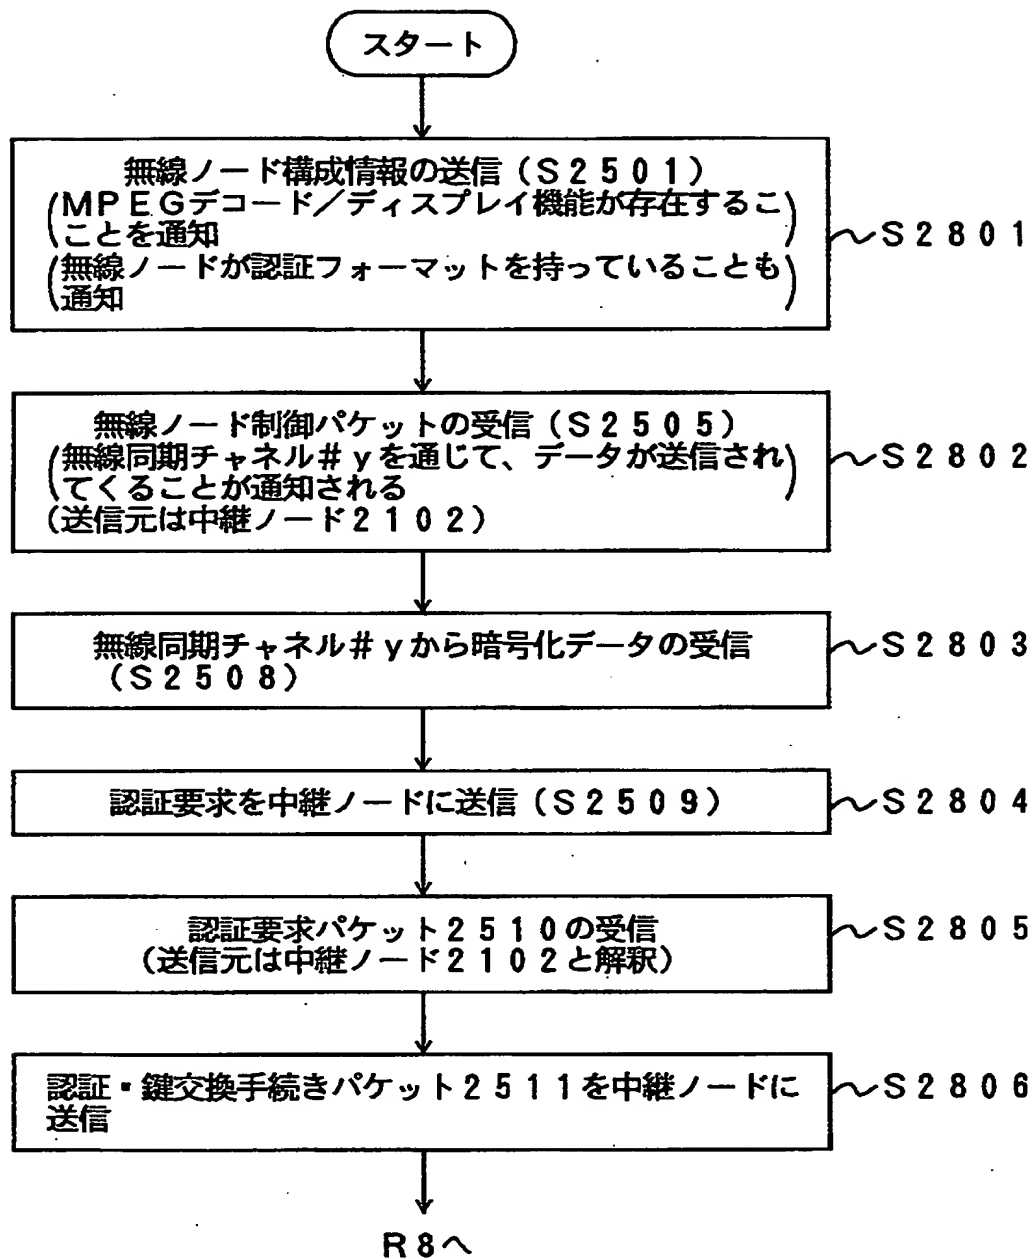 スタート
無線ノード構成情報の送信(S2501)
(MPEGデコード/ディスプレイ機能が存在するこ
ことを通知)
(無線ノードが認証フォーマットを持っていることも
通知)
S2801
無線ノード制御パケットの受信(S2505)
(無線同期チャネル#yを通じて、データが送信され
てくることが通知される)
(送信元は中継ノード2102)
S2802
無線同期チャネル#yから暗号化データの受信
(S2508)
S2803
認証要求を中継ノードに送信(S2509)
S2804
認証要求パケット2510の受信
(送信元は中継ノード2102と解釈)
S2805
認証・鍵交換手続きパケット2511を中継ノードに
送信
S2806
R8へ